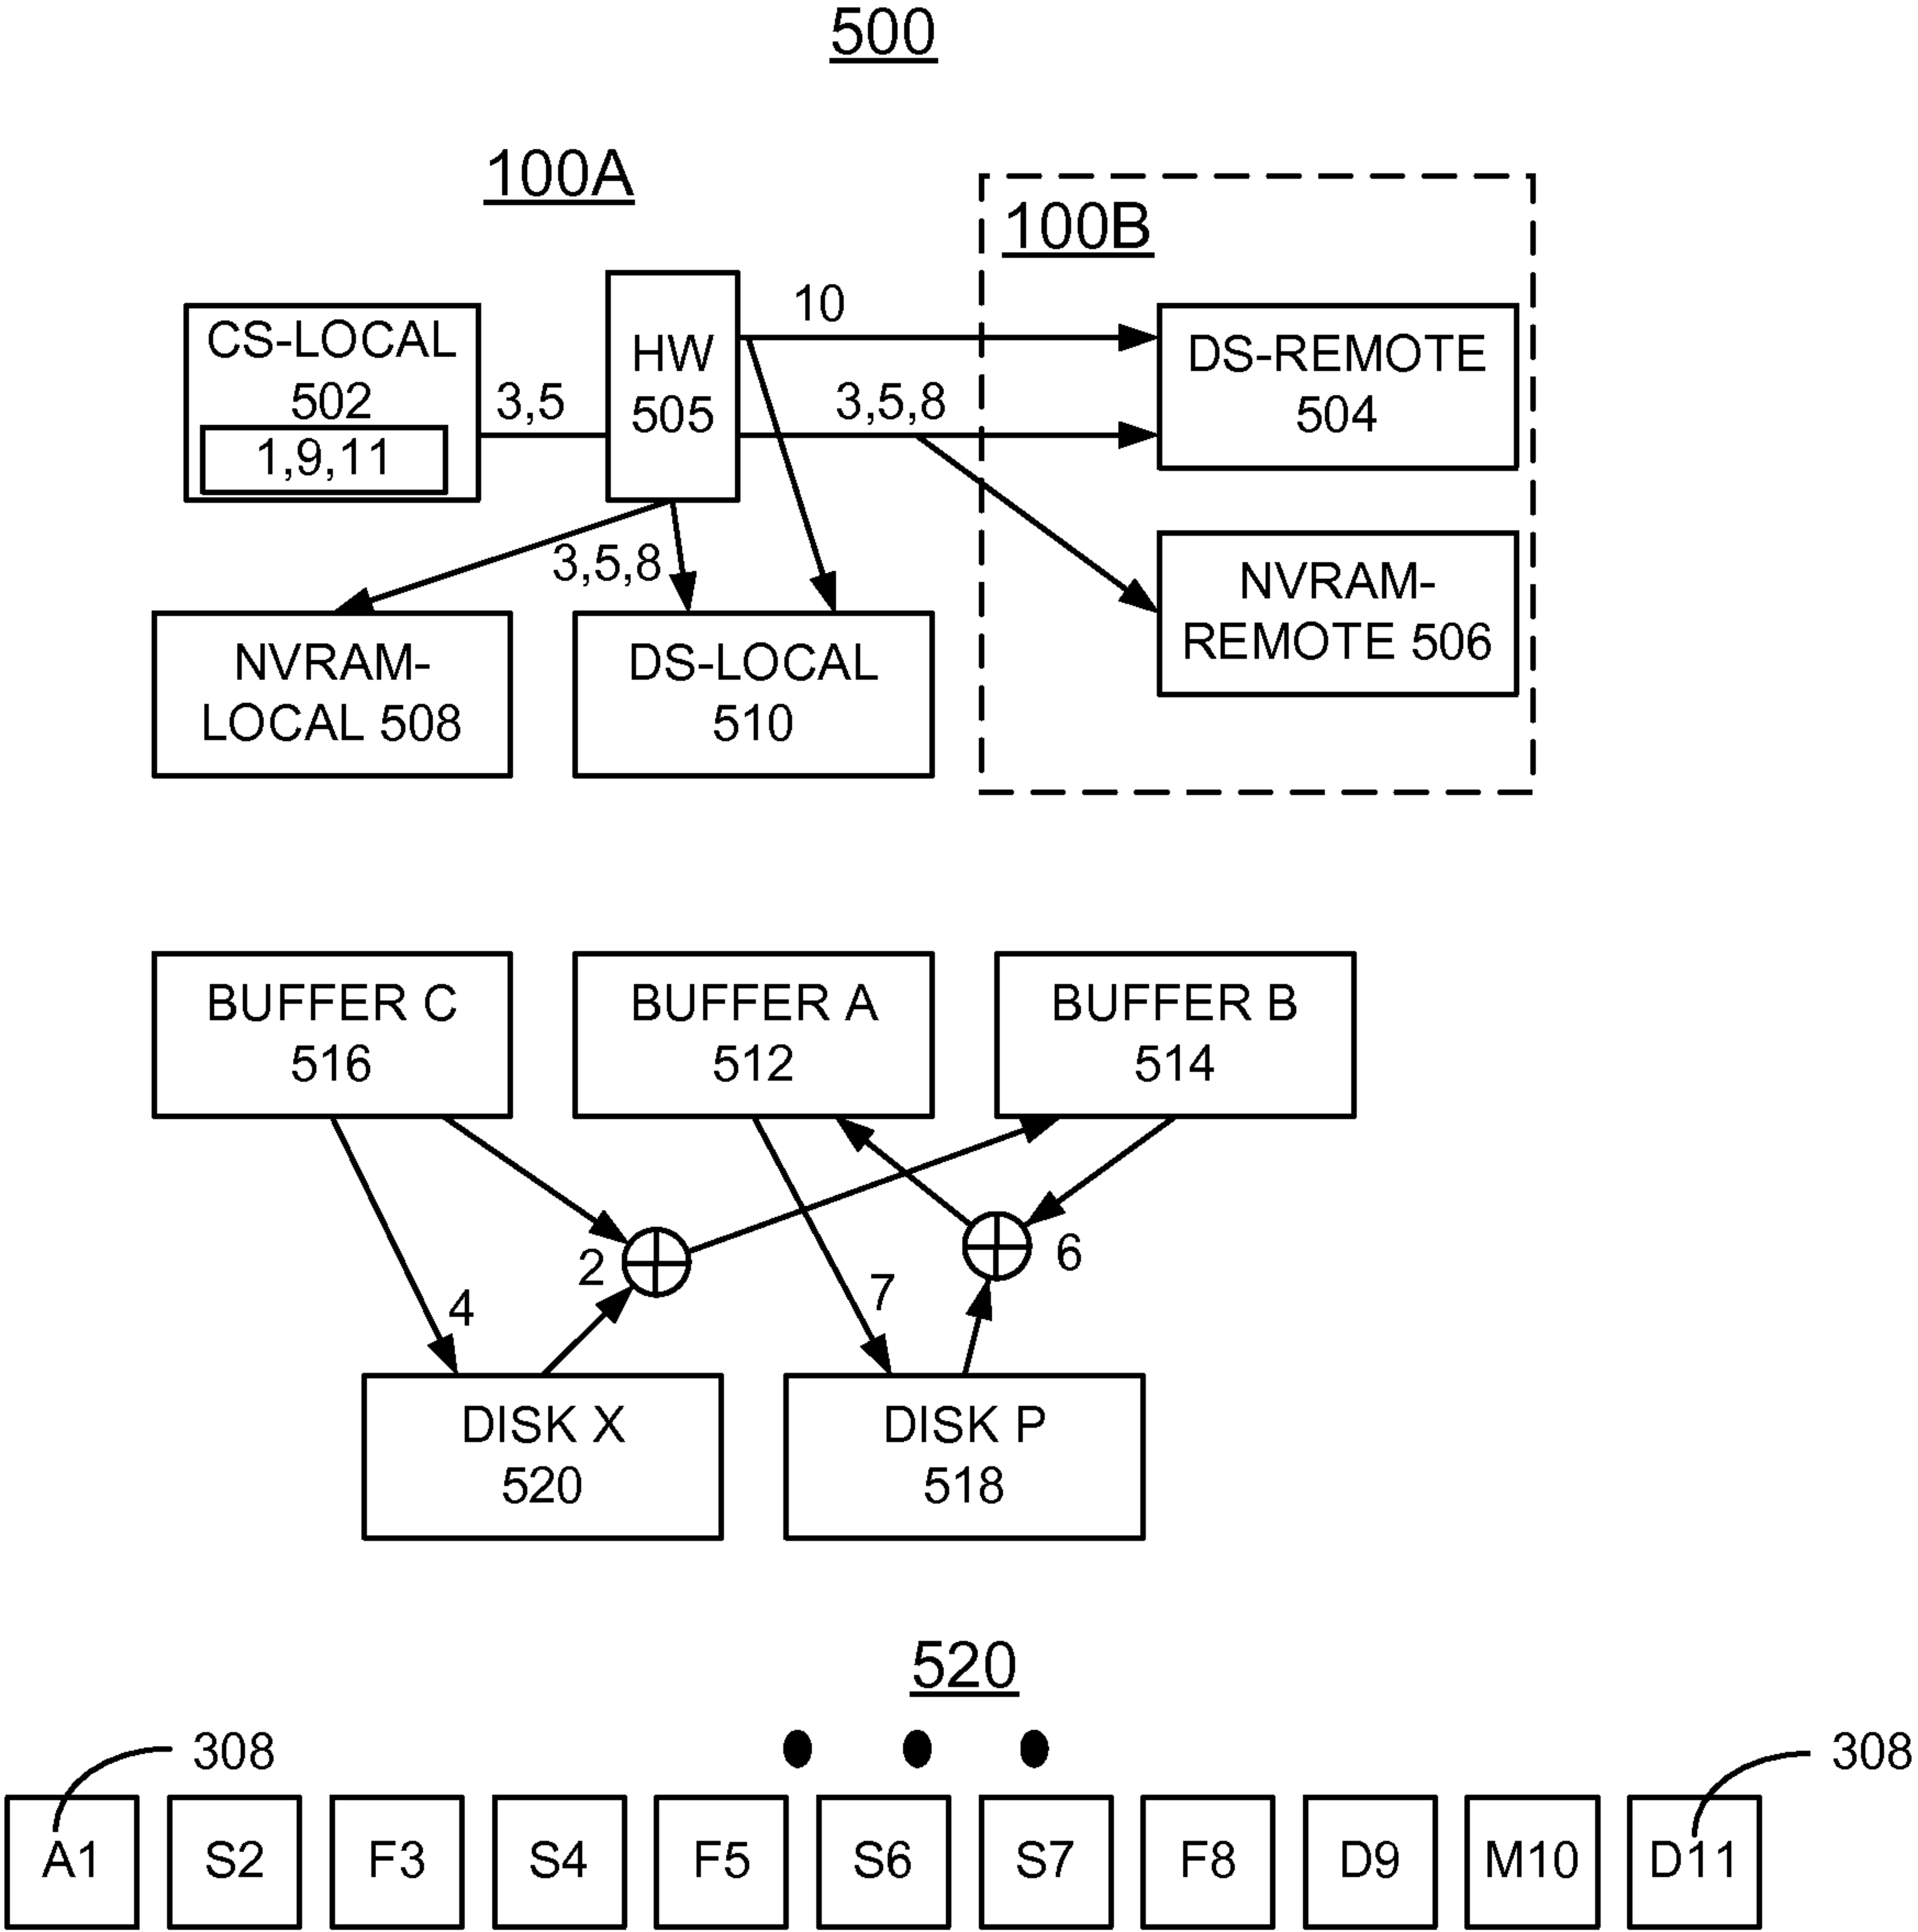 500
100A
100B
10
CS-LOCAL
502
1,9,11
3,5
HW
505
3,5,8
DS-REMOTE
504
3,5,8
NVRAM-
LOCAL 508
DS-LOCAL
510
NVRAM-
REMOTE 506
BUFFER C
516
BUFFER A
512
BUFFER B
514
2
6
4
7
DISK X
520
DISK P
518
520
308
308
A1
S2
F3
S4
F5
S6
S7
F8
D9
M10
D11